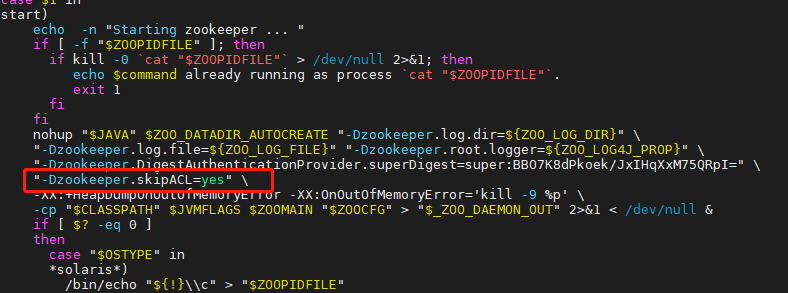 case $1 in
start)
echo -n "Starting zookeeper ... "
if [ -f "$ZOOPIDFILE" ]; then
if kill -0 `cat "$ZOOPIDFILE"` > /dev/null 2>&1; then
echo $command already running as process `cat "$ZOOPIDFILE"`.
exit 1
fi
fi
nohup "$JAVA" $ZOO_DATADIR_AUTOCREATE "-Dzookeeper.log.dir=${ZOO_LOG_DIR}" \
"-Dzookeeper.log.file=${ZOO_LOG_FILE}" "-Dzookeeper.root.logger=${ZOO_LOG4J_PROP}" \
"-Dzookeeper.DigestAuthenticationProvider.superDigest=super:BBO7K8dPkoek/JxIHqXxM75QRpI=" \
"-Dzookeeper.skipACL=yes" \
-XX:+HeapDumpOnOutOfMemoryError -XX:OnOutOfMemoryError='kill -9 %p' \
-cp "$CLASSPATH" $JVMFLAGS $ZOOMAIN "$ZOOCFG" > "$_ZOO_DAEMON_OUT" 2>&1 < /dev/null &
if [ $? -eq 0 ]
then
case "$OSTYPE" in
*solaris*)
/bin/echo "${!}\\c" > "$ZOOPIDFILE"